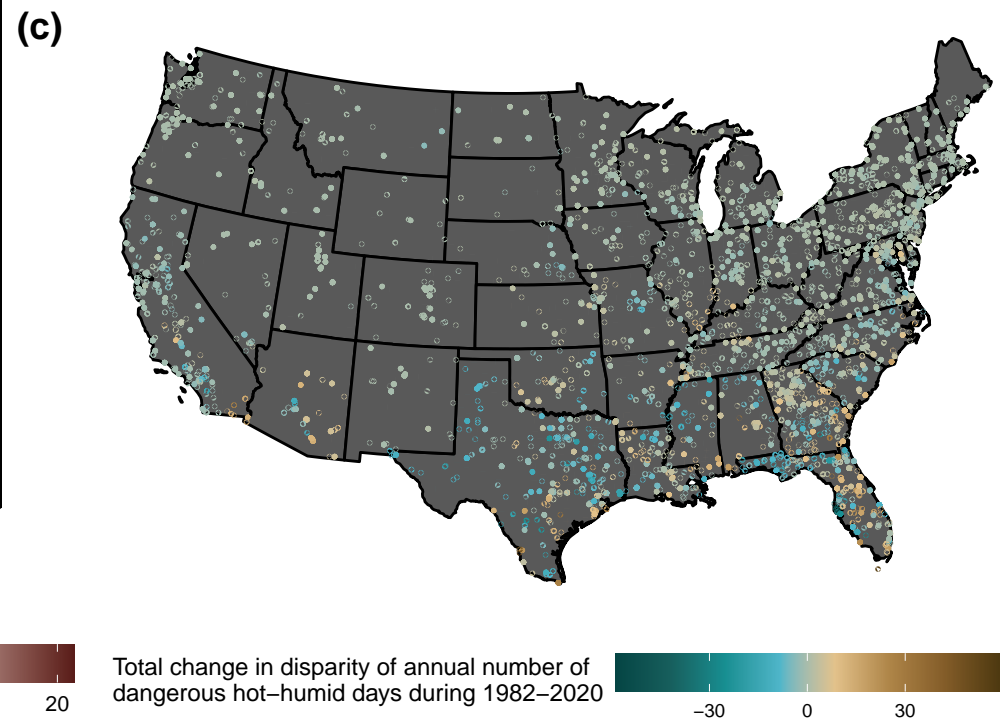 (c)
20
Total change in disparity of annual number of
dangerous hot−humid days during 1982−2020
−30 0 30